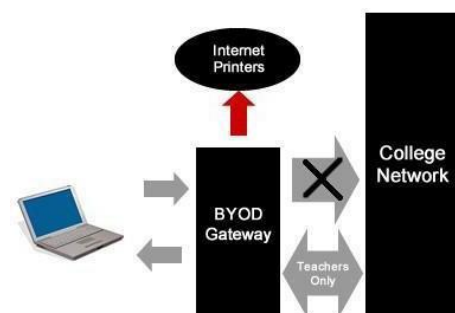 Internet
Printers
College
Network
BYOD
Gateway
Teachers
Only